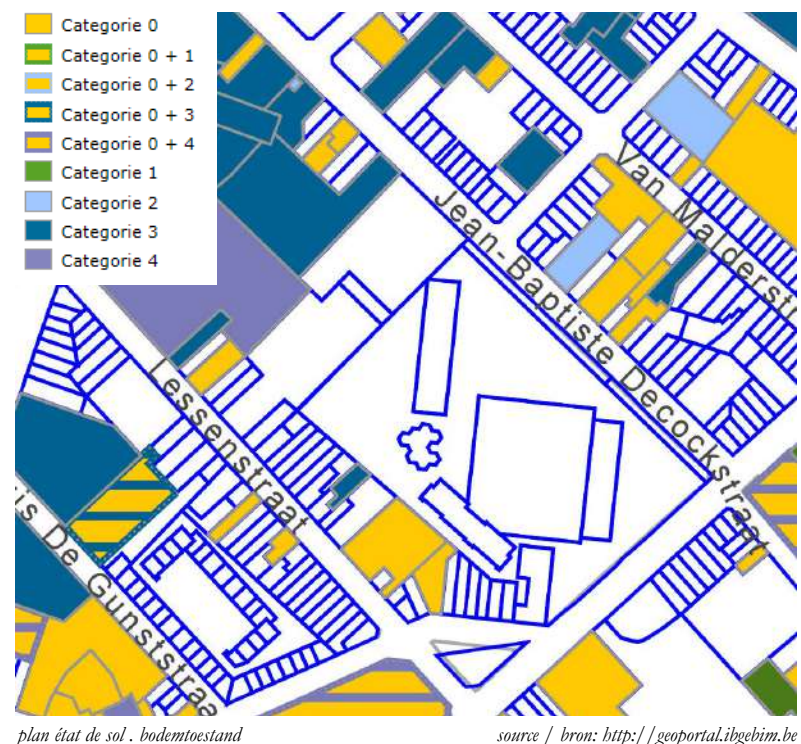 Categorie 0
Categorie 0 + 1
Categorie 0 + 2
Categorie 0 + 3
Categorie 0 + 4
Categorie 1
Categorie 2
Categorie 3
Categorie 4
Van Malderstr
Jean-Baptiste Decockstraat
Lessenstraat
is De Gunststraa
plan état de sol . bodemtoestand
source / bron: http://geoportal.ibgebim.be